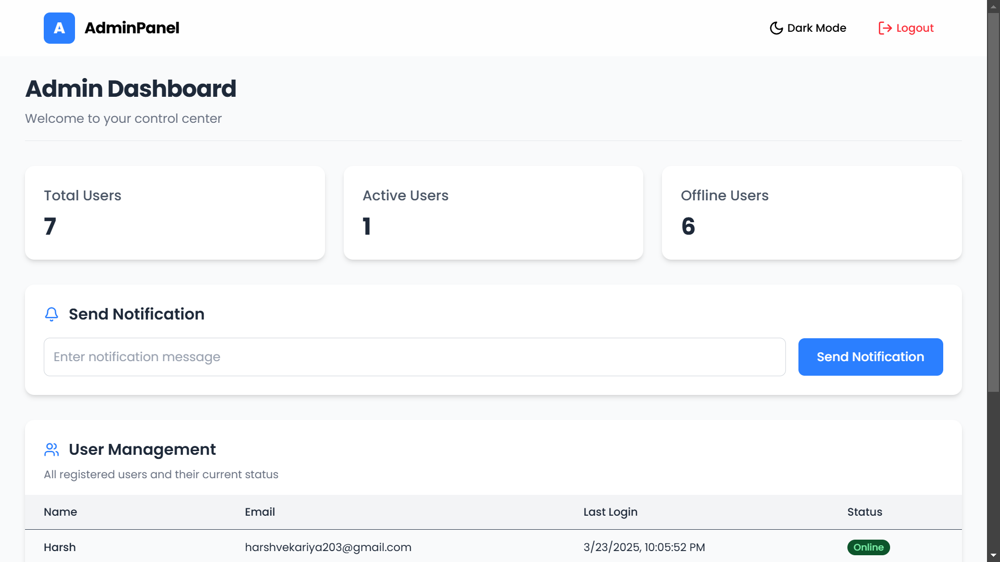 A AdminPanel Dark Mode Logout
Admin Dashboard
Welcome to your control center
Total Users Active Users Offline Users
7 1 6
Send Notification
Enter notification message Send Notification
User Management
All registered users and their current status
Name Email Last Login Status
Harsh harshvekariya203@gmail.com 3/23/2025, 10:05:52 PM Online